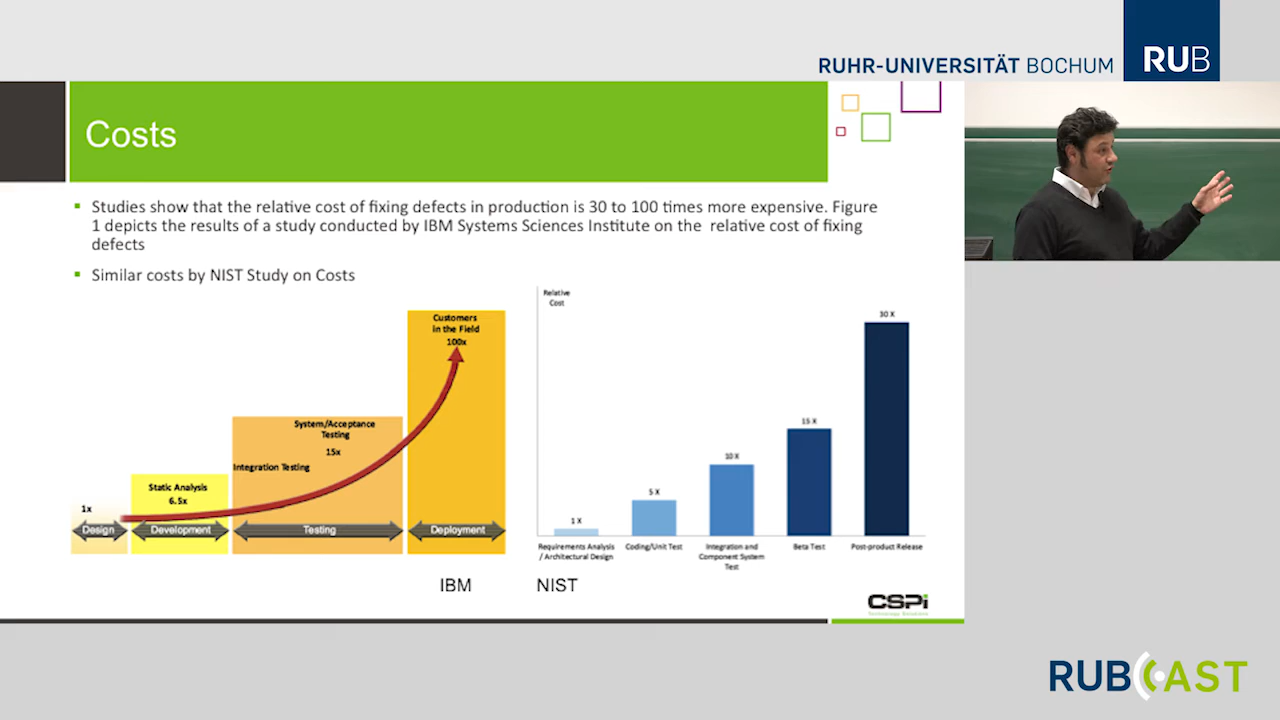 RUHR-UNIVERSITÄT BOCHUM
RUB
Costs
Studies show that the relative cost of fixing defects in production is 30 to 100 times more expensive. Figure
1 depicts the results of a study conducted by IBM Systems Sciences Institute on the relative cost of fixing
defects
Similar costs by NIST Study on Costs
Customers
in the Field
100x
System/Acceptance
Testing
15x
Integration Testing
Static Analysis
6.5x
1x
Design
Development
Testing
Deployment
IBM
Relative
Cost
1 X
5 X
10 X
15 X
30 X
Requirements Analysis
/ Architectural Design
Coding/Unit Test
Integration and
Component System
Test
Beta Test
Post-product Release
NIST
CSPi
Technology Solutions
RUBCAST